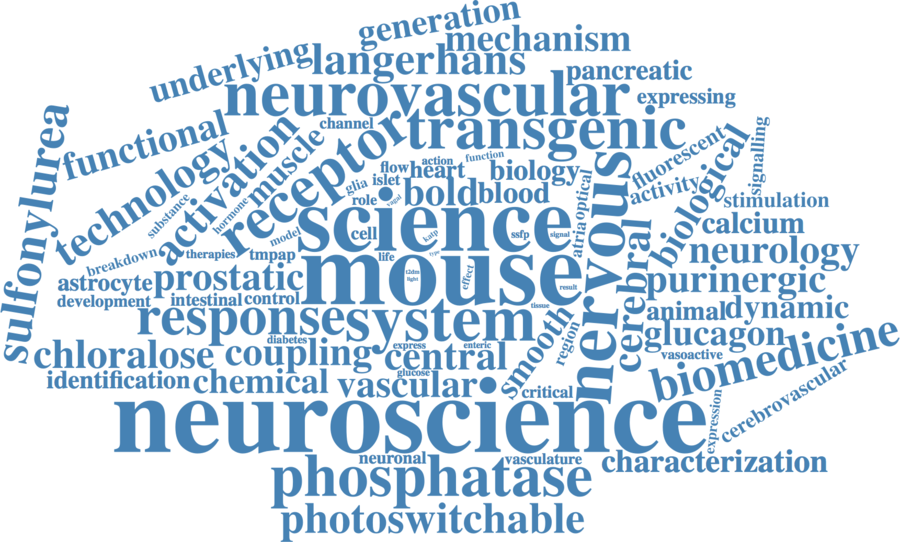 generation
mechanism
underlying
langerhans
pancreatic
neurovascular
expressing
functional
channel
transgenic
sulfonylurea
technology
activation
muscle
receptor
action
function
flow
heart
biology
fluorescent
signalling
glia
islet
bold
blood
optical
nervous
activity
biological
stimulation
substance
hormone
role
vagal
science
atria
calcium
model
cell
katp
ssfp
signal
cerebral
neurology
breakdown
therapies
tmpap
life
type
mouse
astrocyte
prostatic
t2dm
light
effect
result
purinergic
development
intestinal
control
tissue
animal
dynamic
response
system
smooth
region
glucagon
diabetes
express
enteric
vasoactive
biomedicine
chloralose
coupling
central
glucose
identification
chemical
vascular
critical
cerebrovascular
neuroscience
expression
neuronal
vasculature
characterization
phosphatase
photoswitchable